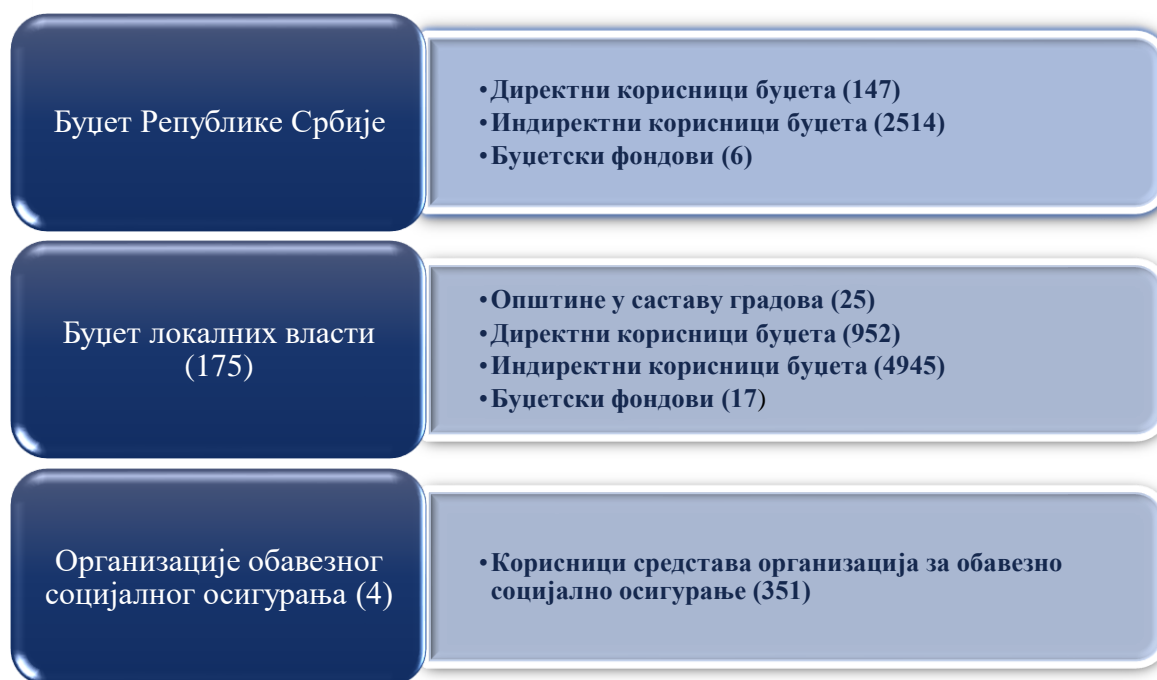 Буџет Републике Србије
•Директни корисници буџета (147)
•Индиректни корисници буџета (2514)
•Буџетски фондови (6)
Буџет локалних власти
(175)
•Општине у саставу градова (25)
•Директни корисници буџета (952)
•Индиректни корисници буџета (4945)
•Буџетски фондови (17)
Организације обавезног
социјалног осигурања (4)
•Корисници средстава организација за обавезно
социјално осигурање (351)